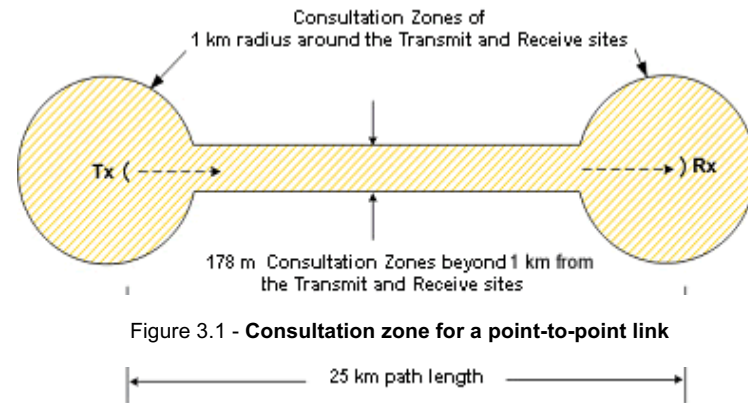 Consultation Zones of
1 km radius around the Transmit and Receive sites
Tx (
) Rx
178 m Consultation Zones beyond 1 km from
the Transmit and Receive sites
Figure 3.1 - Consultation zone for a point-to-point link
25 km path length